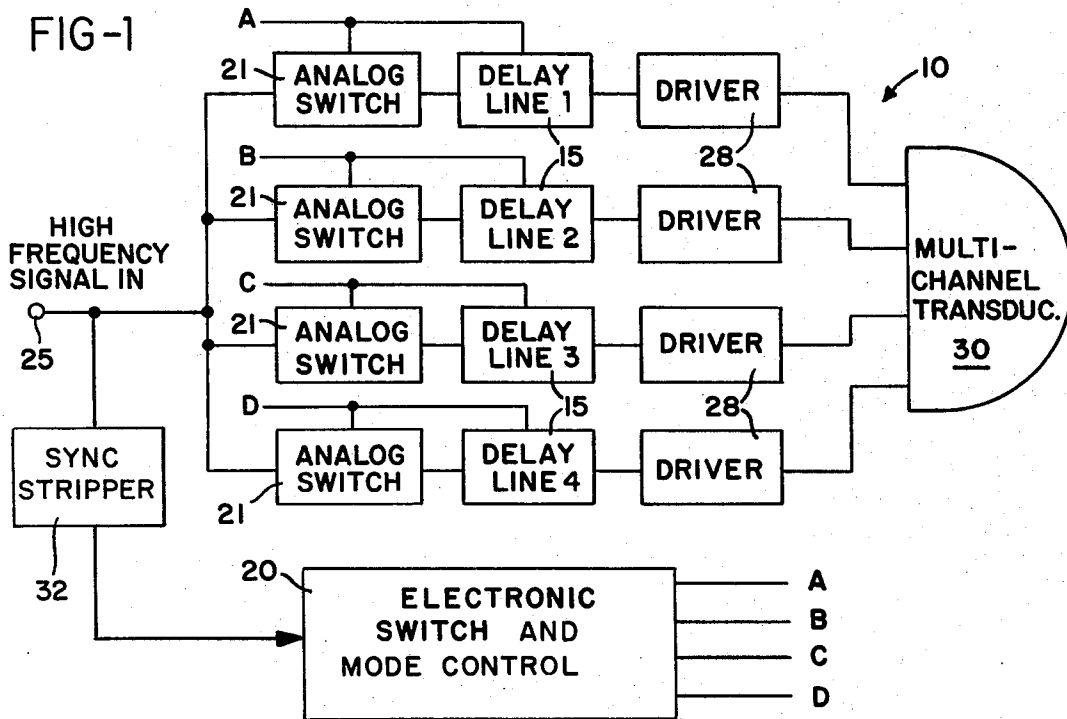 FIG-1
A
21
ANALOG
SWITCH
DELAY
LINE 1
DRIVER
10
15
28
B
21
ANALOG
SWITCH
DELAY
LINE 2
DRIVER
HIGH
FREQUENCY
SIGNAL IN
25
MULTI-
CHANNEL
TRANSDUC.
30
C
21
ANALOG
SWITCH
DELAY
LINE 3
DRIVER
15
28
D
ANALOG
SWITCH
21
DELAY
LINE 4
DRIVER
SYNC
STRIPPER
32
20
ELECTRONIC
SWITCH AND
MODE CONTROL
A
B
C
D